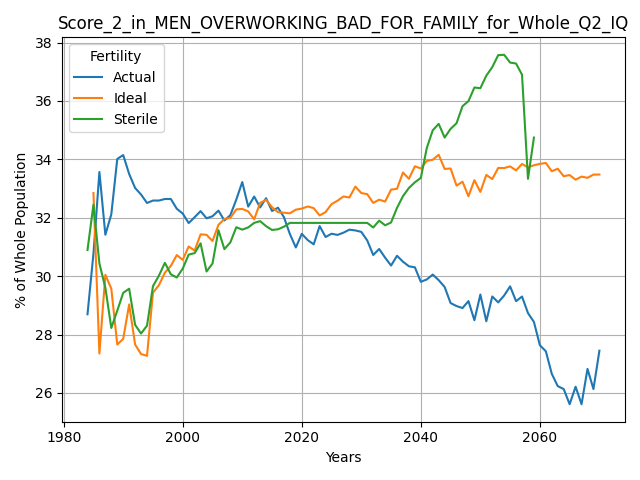 Score_2_in_MEN_OVERWORKING_BAD_FOR_FAMILY_for_Whole_Q2_IQ
Fertility
Actual
Ideal
Sterile
% of Whole Population
38
36
34
32
30
28
26
1980
2000
2020
2040
2060
Years